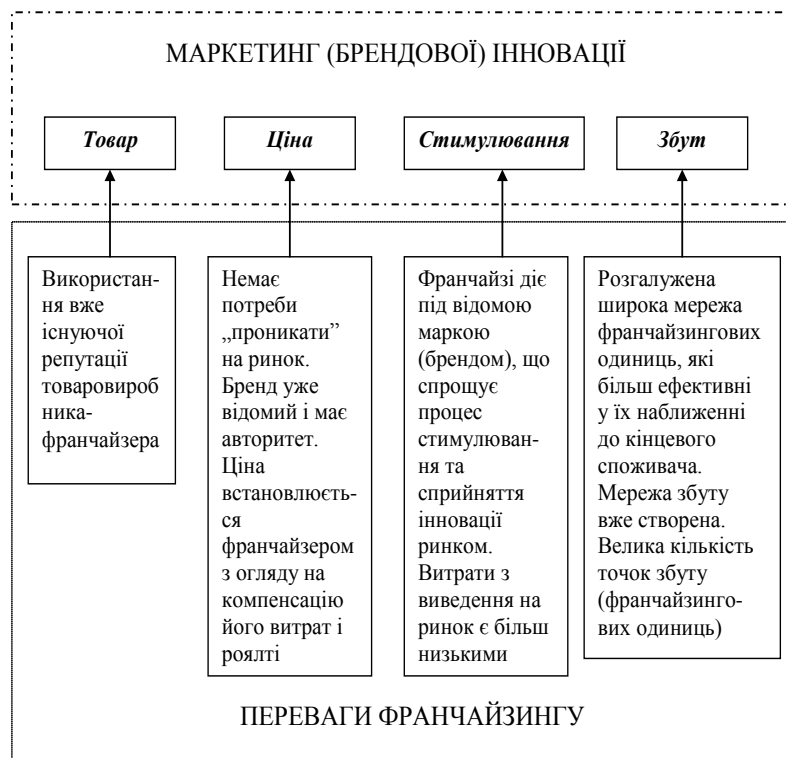 МАРКЕТИНГ (БРЕНДОВОЇ) ІННОВАЦІЇ
Товар
Ціна
Стимулювання
Збут
Використан-
ня вже
існуючої
репутації
товаровироб
ника-
франчайзера
Немає
потреби
„проникати”
на ринок.
Бренд уже
відомий і має
авторитет.
Ціна
встановлюєть-
ся
франчайзером
з огляду на
компенсацію
його витрат і
роялті
Франчайзі діє
під відомою
маркою
(брендом), що
спрощує
процес
стимулюван-
ня та
сприйняття
інновації
ринком.
Витрати з
виведення на
ринок є більш
низькими
Розгалужена
широка мережа
франчайзингових
одиниць, які
більш ефективні
у їх наближенні
до кінцевого
споживача.
Мережа збуту
вже створена.
Велика кількість
точок збуту
(франчайзинго-
вих одиниць)
ПЕРЕВАГИ ФРАНЧАЙЗИНГУ